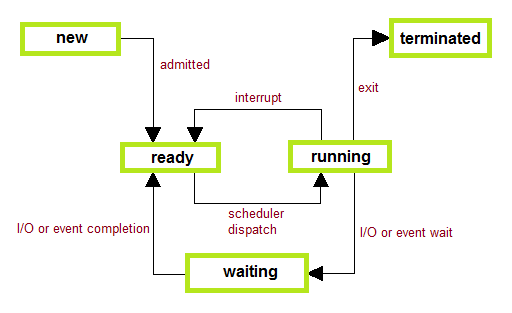 new
terminated
admitted
exit
interrupt
ready
running
scheduler
dispatch
I/O or event completion
I/O or event wait
waiting